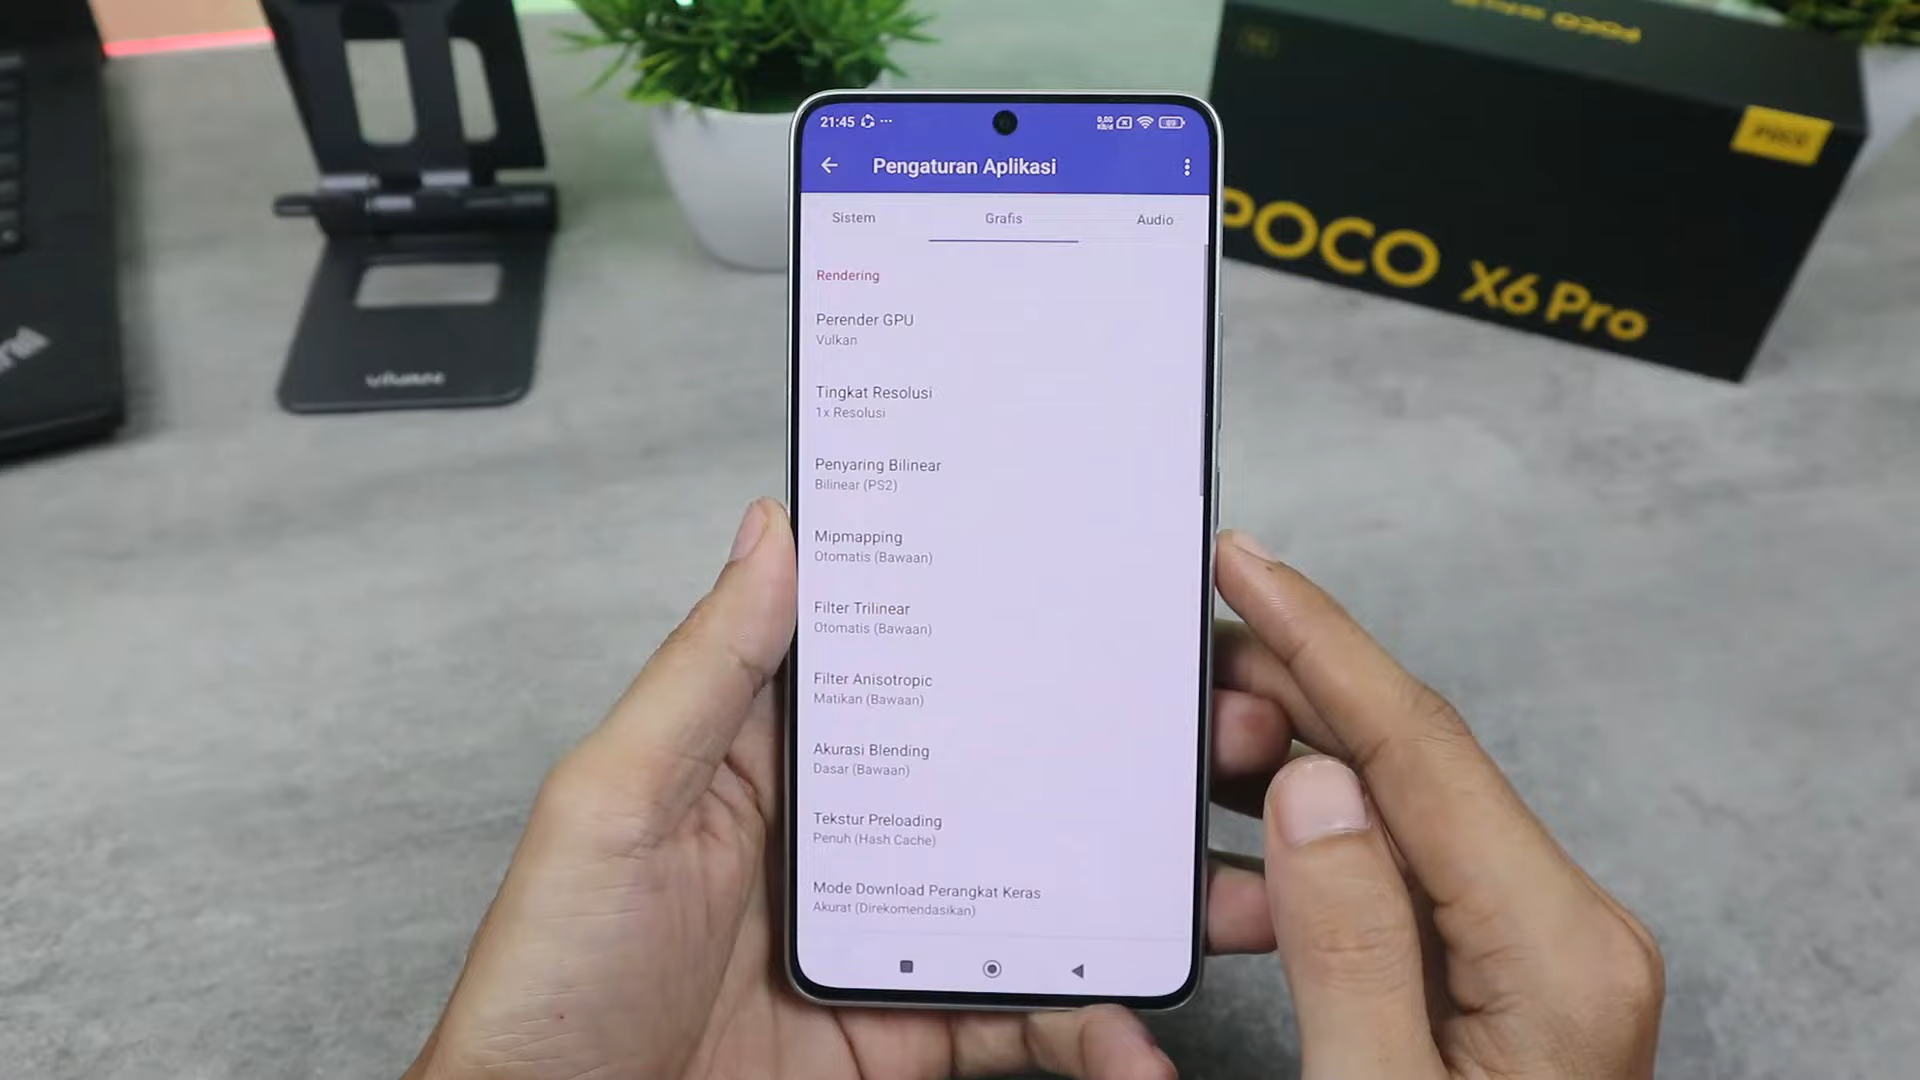 21:45
Pengaturan Aplikasi
Sistem
Grafis
Audio
Rendering
Perender GPU
Vulkan
Tingkat Resolusi
1x Resolusi
Penyaring Bilinear
Bilinear (PS2)
Mipmapping
Otomatis (Bawaan)
Filter Trilinear
Otomatis (Bawaan)
Filter Anisotropic
Matikan (Bawaan)
Akurasi Blending
Dasar (Bawaan)
Tekstur Preloading
Penuh (Hash Cache)
Mode Download Perangkat Keras
Akurat (Direkomendasikan)
POCO
POCO X6 Pro